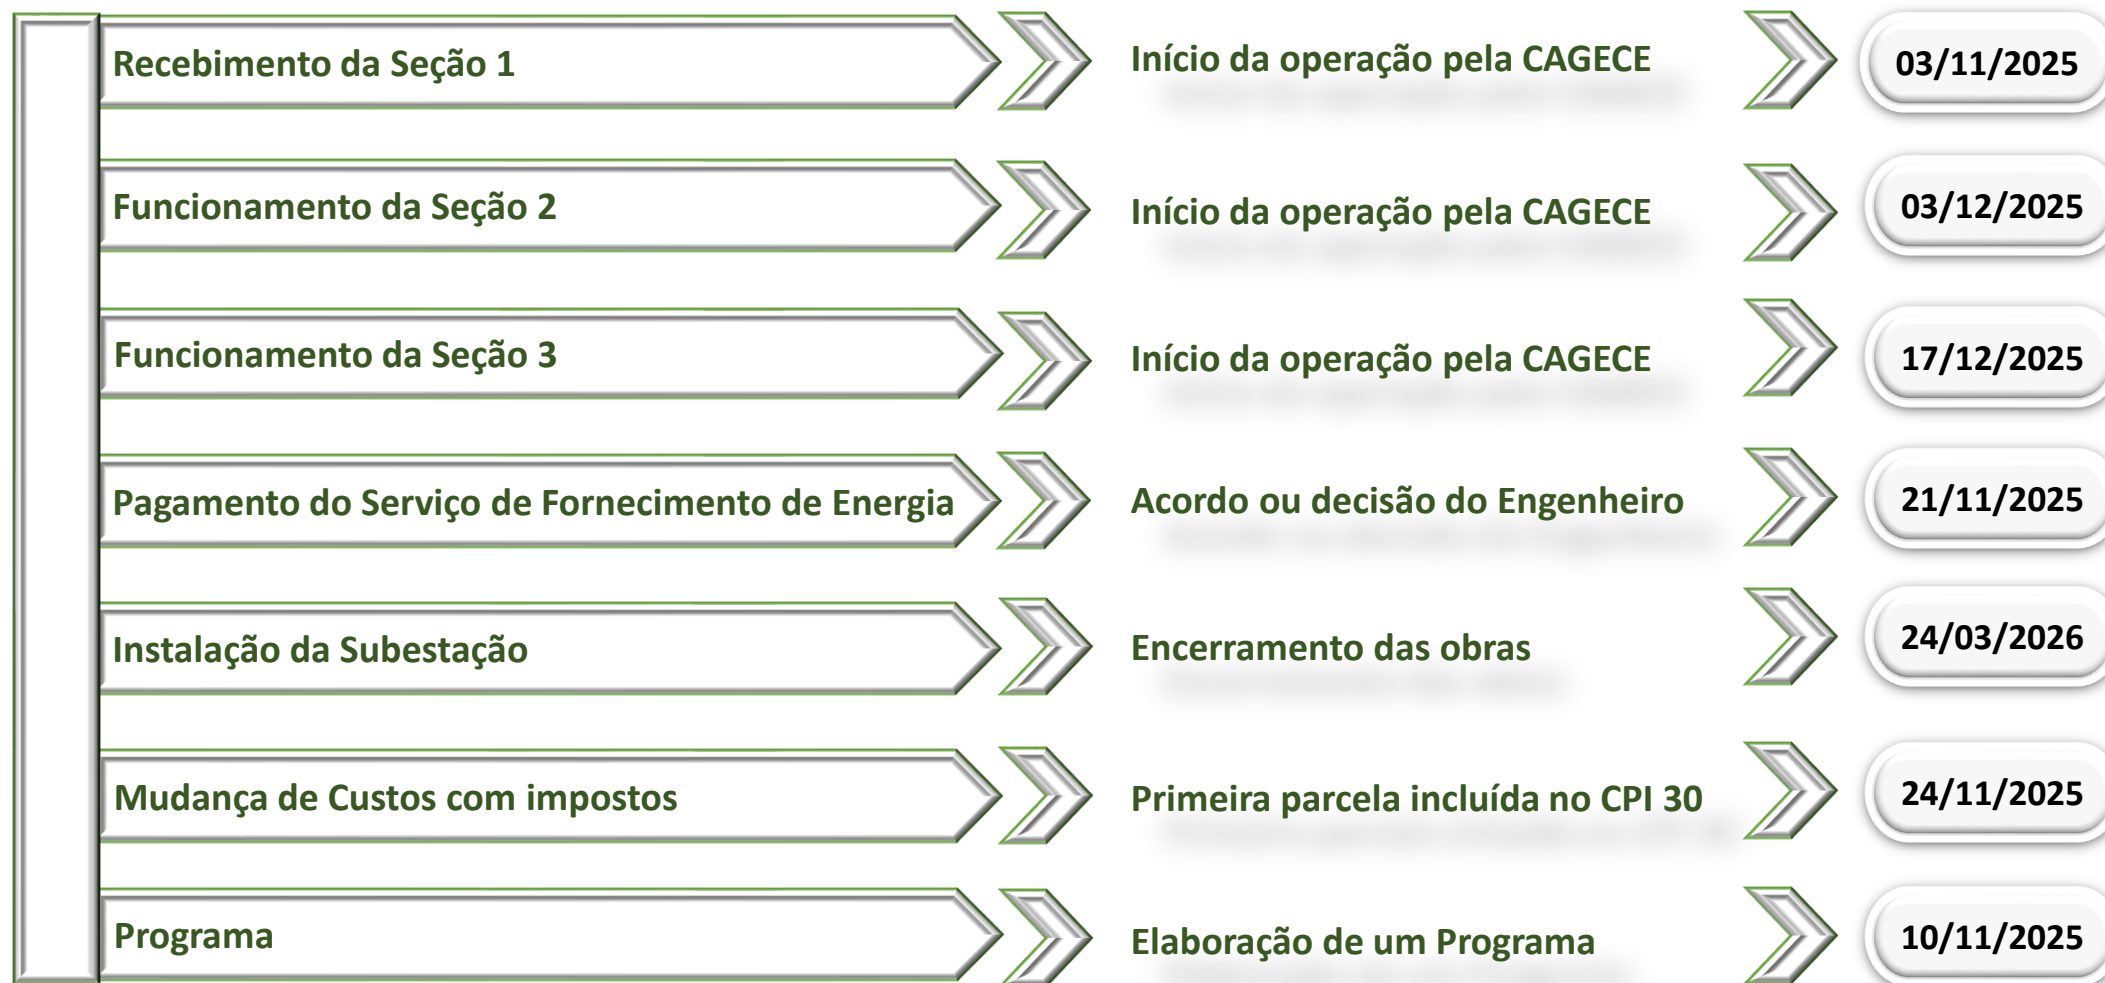 Recebimento da Seção 1
Início da operação pela CAGECE
03/11/2025
Funcionamento da Seção 2
Início da operação pela CAGECE
03/12/2025
Funcionamento da Seção 3
Início da operação pela CAGECE
17/12/2025
Pagamento do Serviço de Fornecimento de Energia
Acordo ou decisão do Engenheiro
21/11/2025
Instalação da Subestação
Encerramento das obras
24/03/2026
Mudança de Custos com impostos
Primeira parcela incluída no CPI 30
24/11/2025
Programa
Elaboração de um Programa
10/11/2025